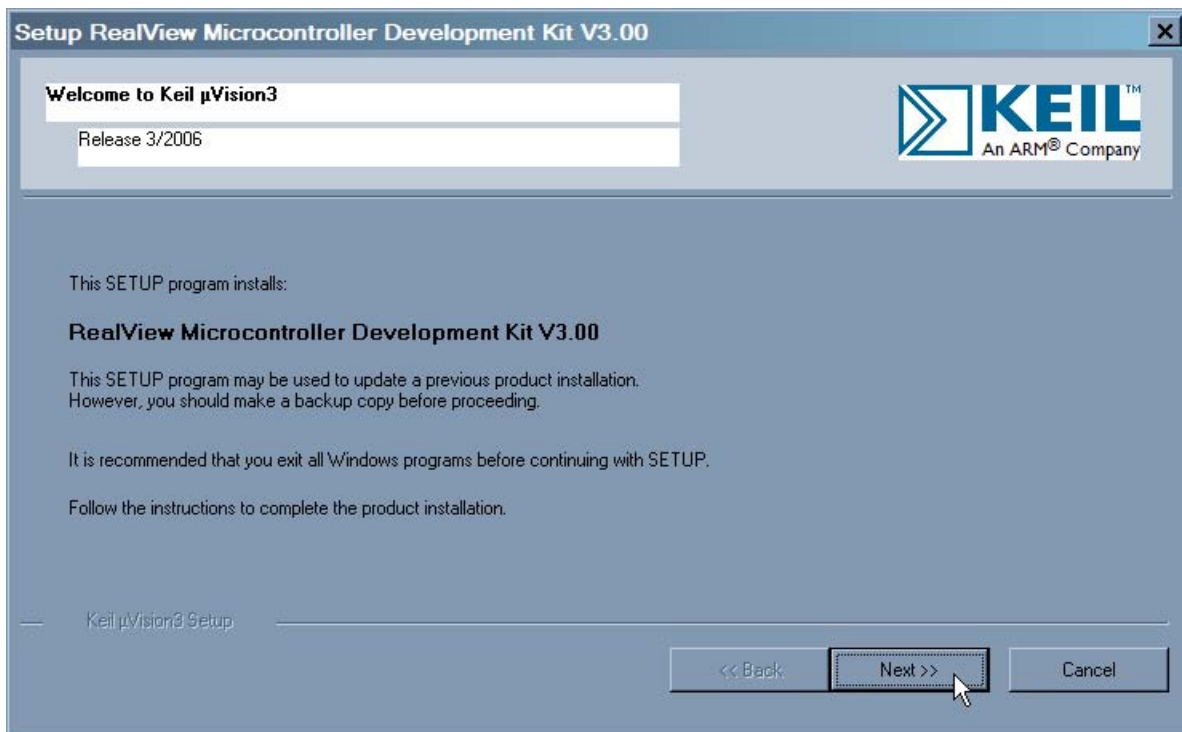 Setup RealView Microcontroller Development Kit V3.00
Welcome to Keil µVision3
Release 3/2006
KEIL™
An ARM® Company
This SETUP program installs:
RealView Microcontroller Development Kit V3.00
This SETUP program may be used to update a previous product installation.
However, you should make a backup copy before proceeding.
It is recommended that you exit all Windows programs before continuing with SETUP.
Follow the instructions to complete the product installation.
Keil µVision3 Setup
<< Back
Next >>
Cancel